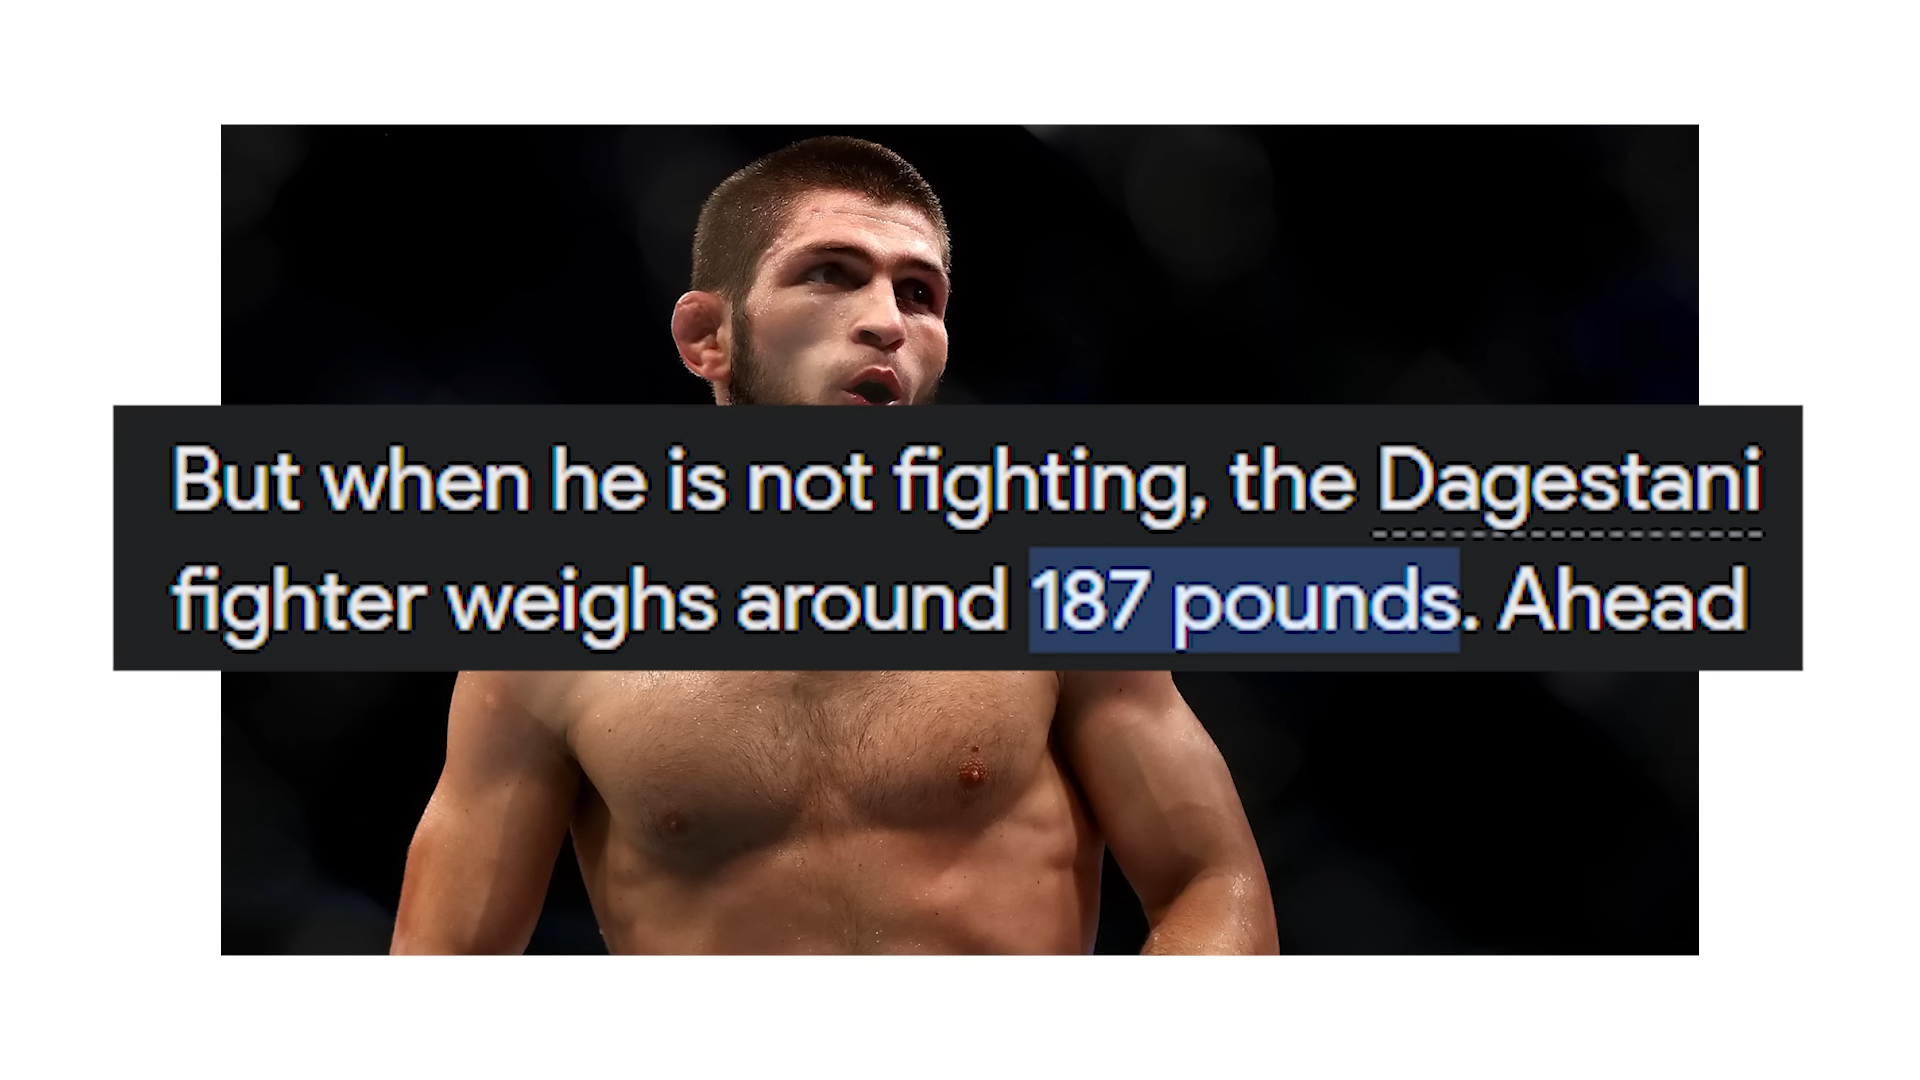 But when he is not fighting, the Dagestani
fighter weighs around 187 pounds. Ahead